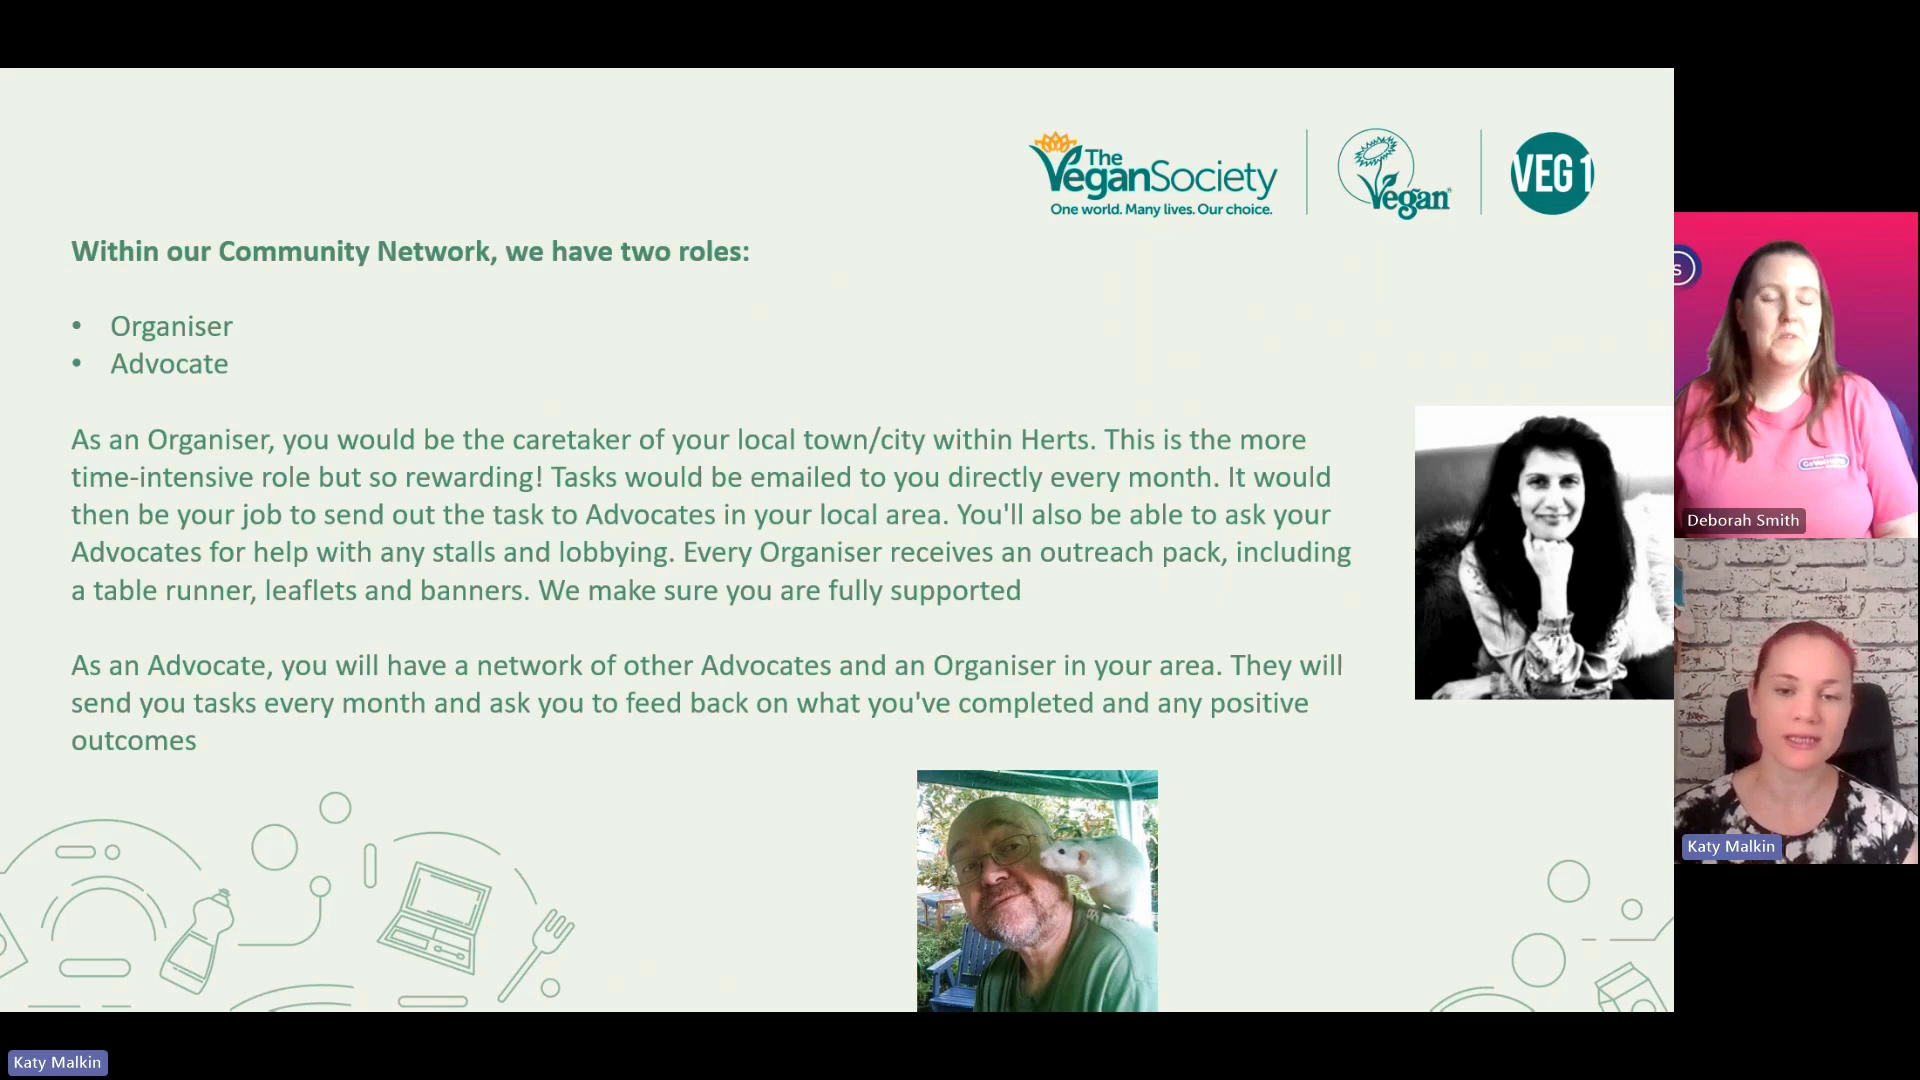 The
VeganSociety
One world. Many lives. Our choice.
Vegan
VEG 1
Within our Community Network, we have two roles:
• Organiser
• Advocate
As an Organiser, you would be the caretaker of your local town/city within Herts. This is the more
time-intensive role but so rewarding! Tasks would be emailed to you directly every month. It would
then be your job to send out the task to Advocates in your local area. You'll also be able to ask your
Advocates for help with any stalls and lobbying. Every Organiser receives an outreach pack, including
a table runner, leaflets and banners. We make sure you are fully supported
As an Advocate, you will have a network of other Advocates and an Organiser in your area. They will
send you tasks every month and ask you to feed back on what you've completed and any positive
outcomes
s
Deborah Smith
Katy Malkin
Katy Malkin